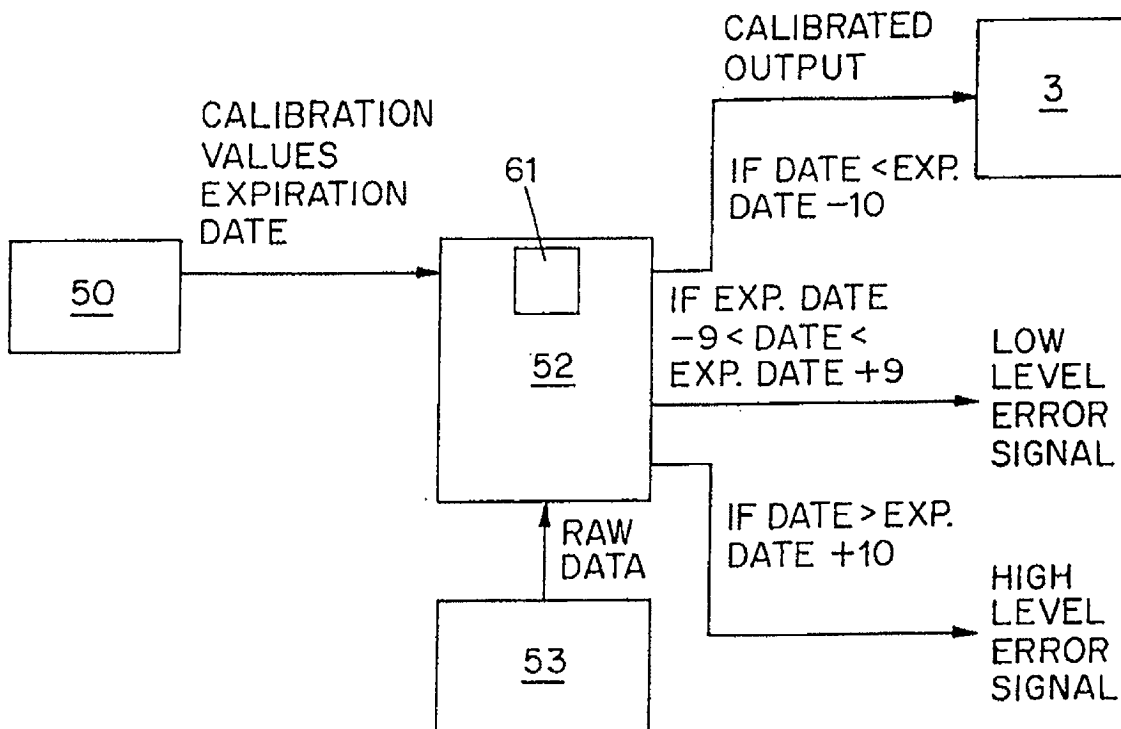 CALIBRATED
OUTPUT
3
CALIBRATION
VALUES
EXPIRATION
DATE
61
IF DATE < EXP.
DATE -10
50
52
IF EXP. DATE
-9 < DATE <
EXP. DATE +9
LOW
LEVEL
ERROR
SIGNAL
RAW
DATA
IF DATE > EXP.
DATE +10
53
HIGH
LEVEL
ERROR
SIGNAL